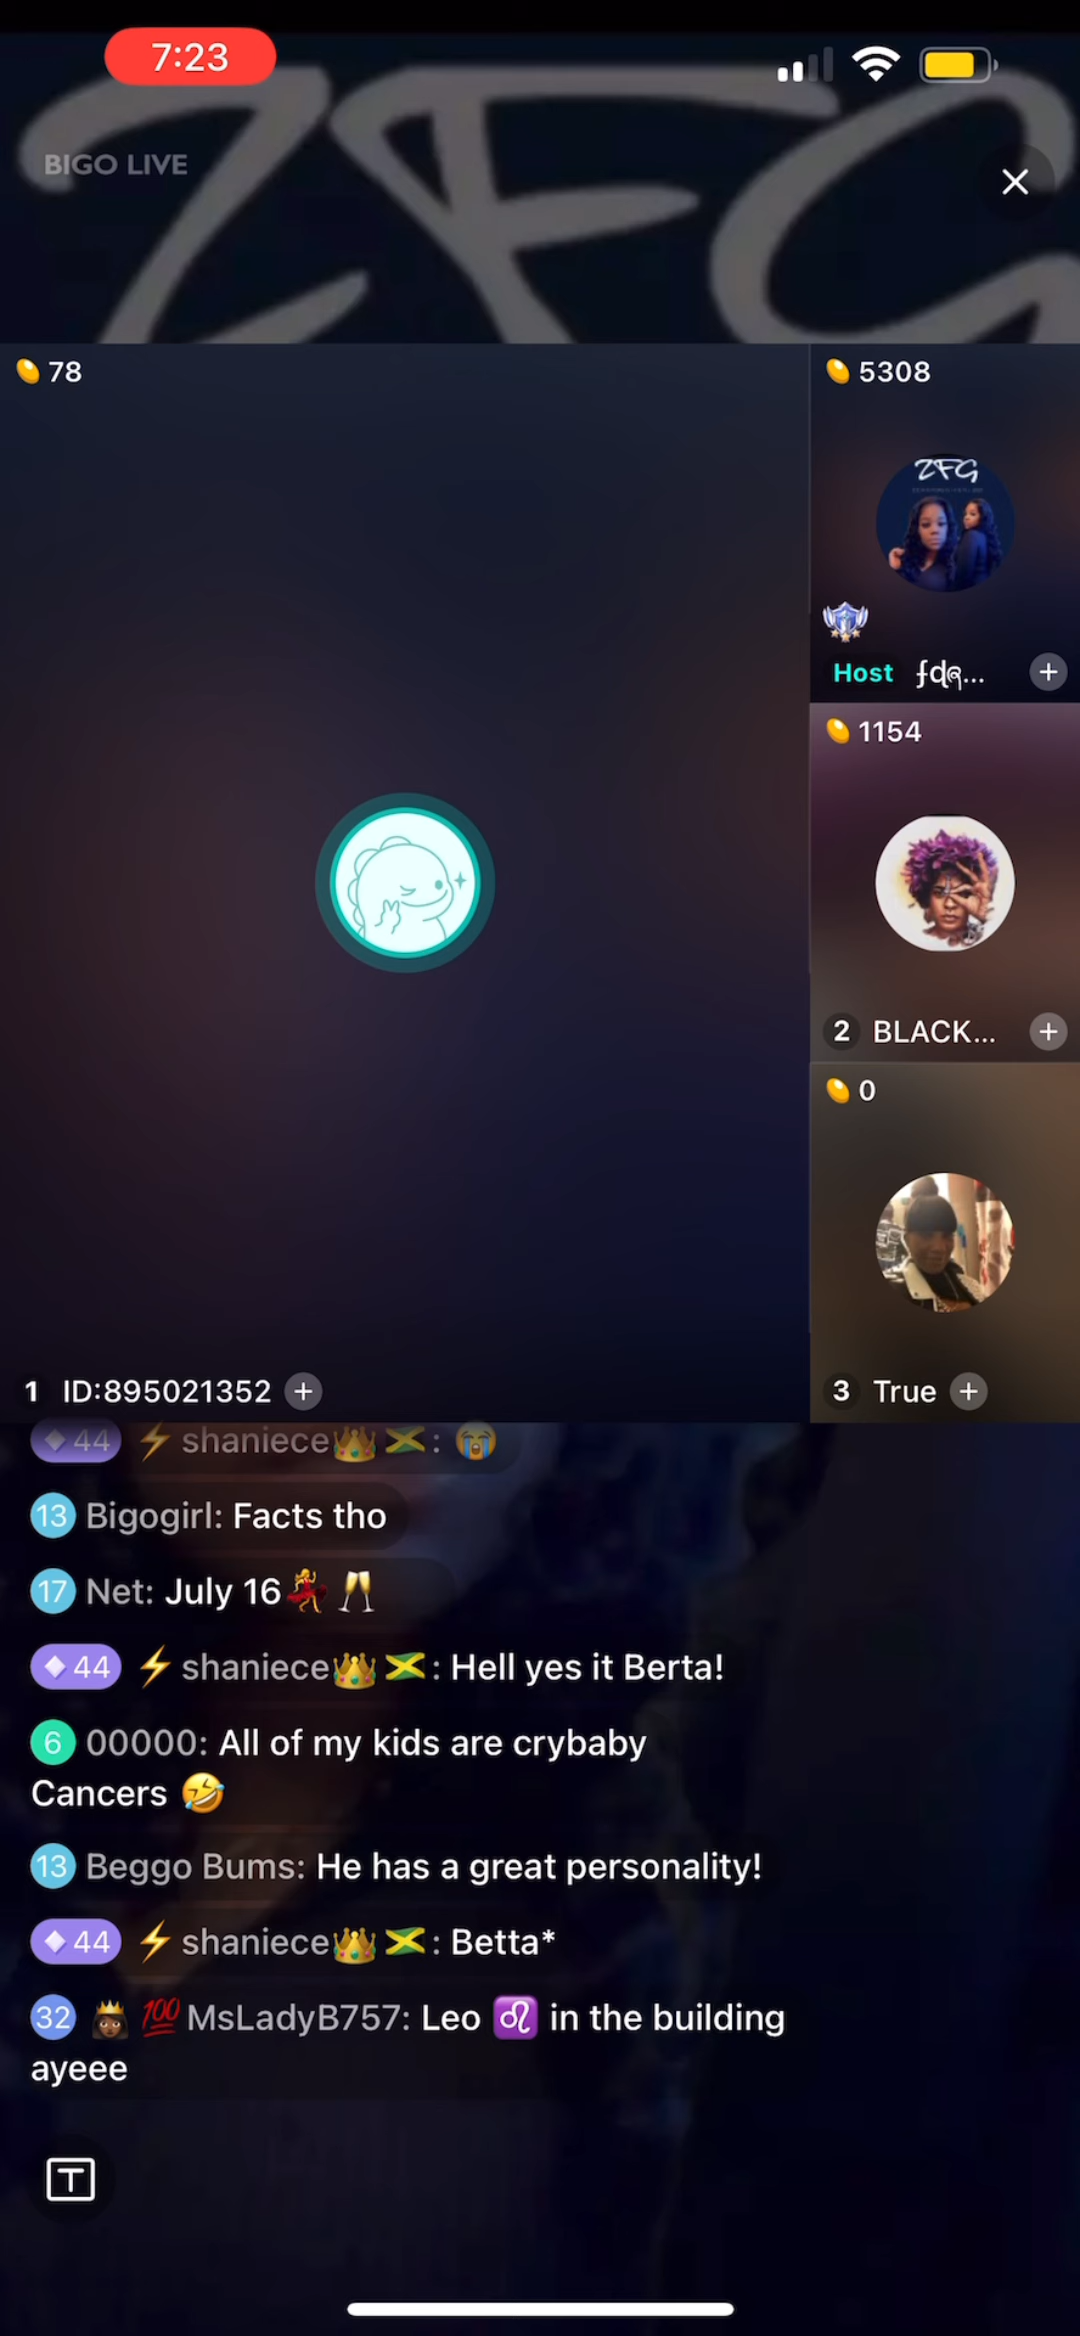 7:23
ZFG
BIGO LIVE
78
5308
ZFG
Host
1154
2 BLACK...
0
1 ID:895021352
3 True
44 ⚡ shaniece👑🇯🇲: 😭
13 Bigogirl: Facts tho
17 Net: July 16💃🥂
44 ⚡ shaniece👑🇯🇲: Hell yes it Berta!
6 00000: All of my kids are crybaby
Cancers 🤣
13 Beggo Bums: He has a great personality!
44 ⚡ shaniece👑🇯🇲: Betta*
32 👸🏾 💯MsLadyB757: Leo ♌ in the building
ayeee
T